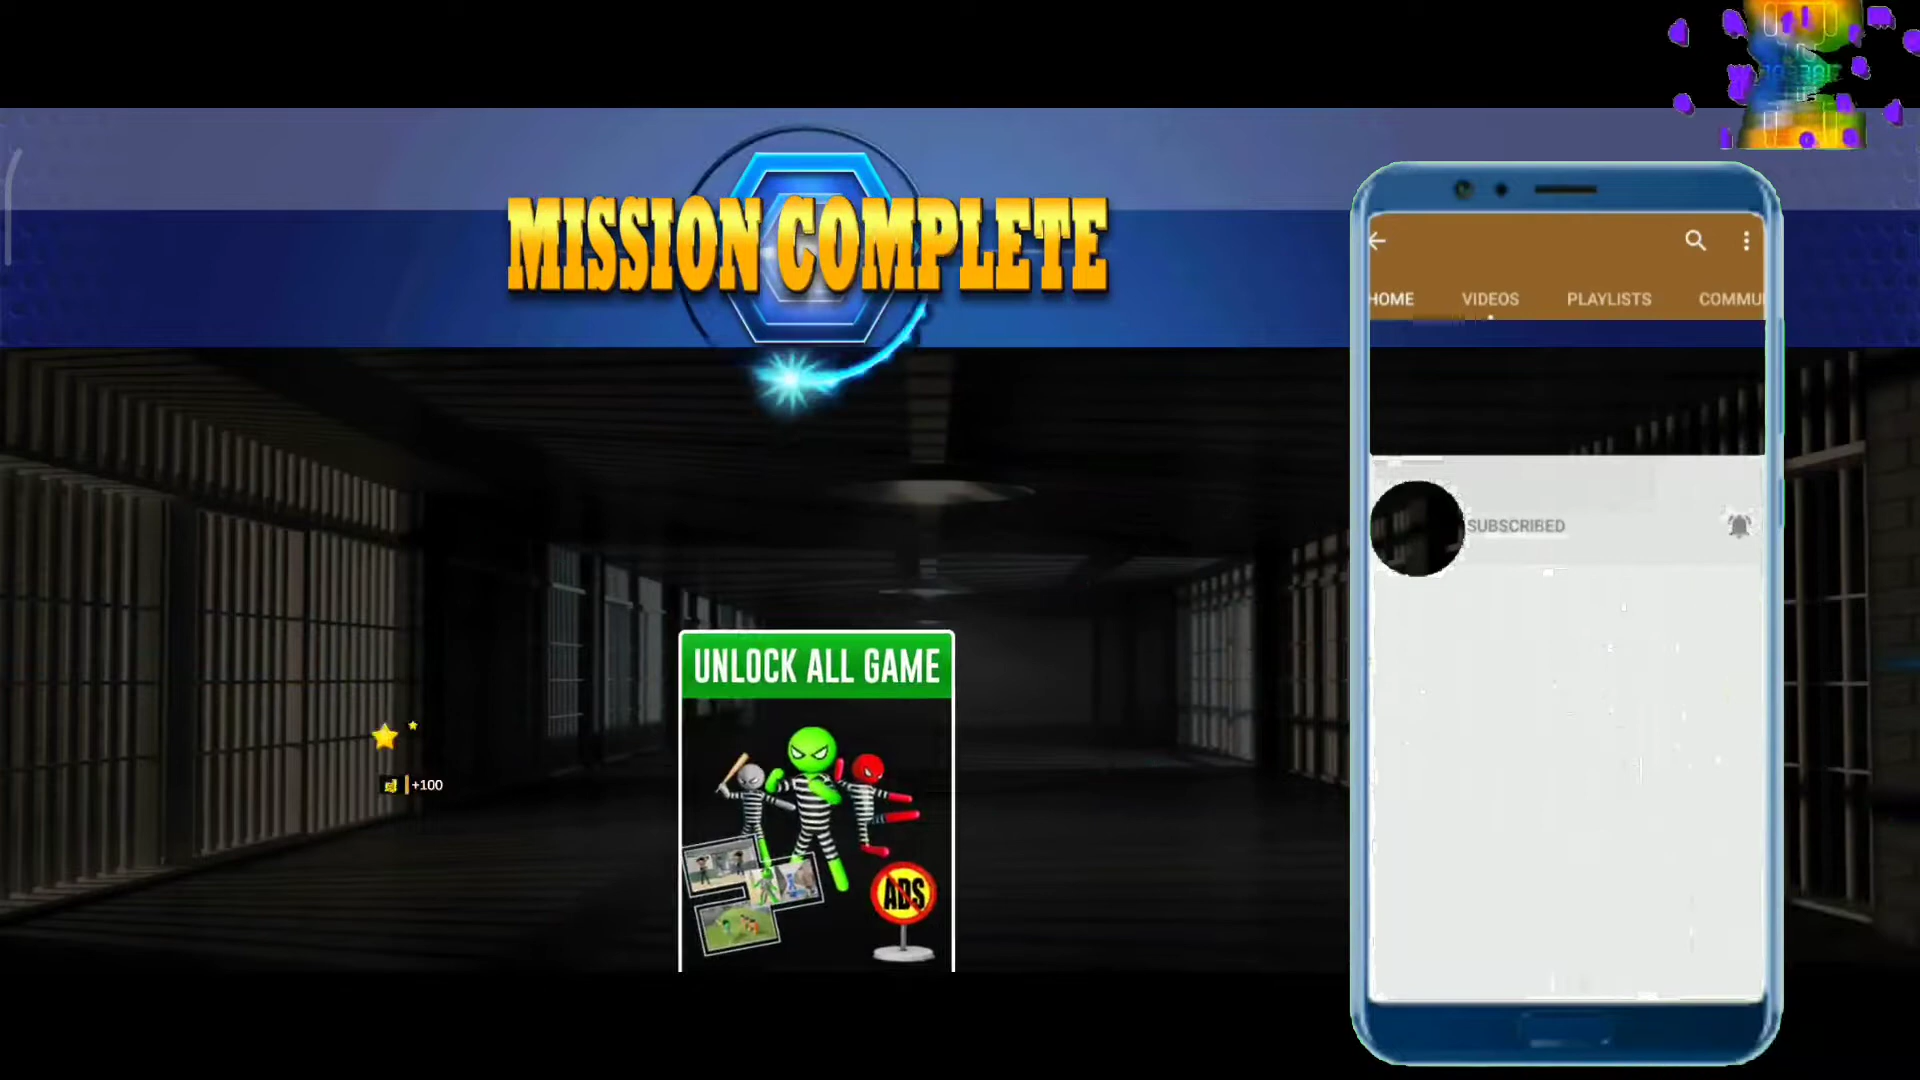 MISSION COMPLETE
HOME VIDEOS PLAYLISTS COMMU
SUBSCRIBED
UNLOCK ALL GAME
+100
ADS